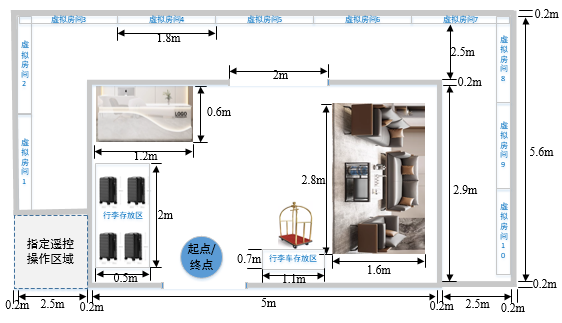 虚拟房间3 虚拟房间4 虚拟房间5 虚拟房间6 虚拟房间7
0.2m
1.8m
2.5m
虚拟房间2
虚拟房间8
2m
0.2m
0.6m
LOGO
1.2m
虚拟房间1
虚拟房间9
5.6m
2.8m
2.9m
行李存放区
2m
指定遥控
操作区域
起点/
终点
0.7m
行李车存放区
虚拟房间10
0.5m
1.1m
1.6m
0.2m
0.2m 2.5m 0.2m 5m 0.2m 2.5m 0.2m